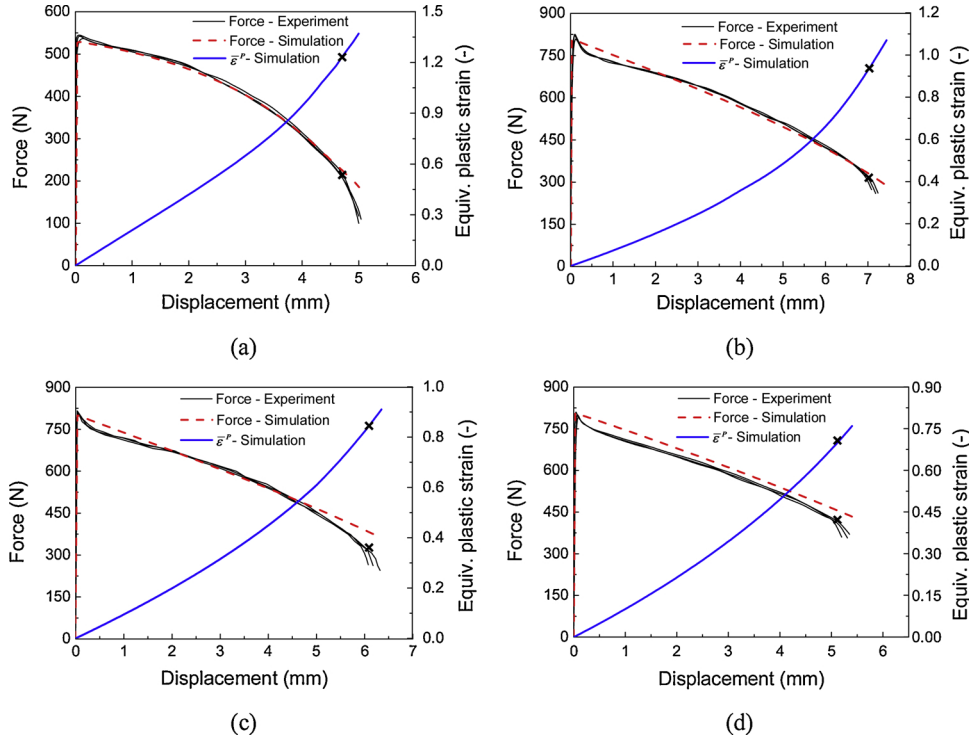 Force - Experiment
Force - Simulation
ε̅ᴾ- Simulation
Force (N)
600
500
400
300
200
100
0
Equiv. plastic strain (-)
1.5
1.2
0.9
0.6
0.3
0.0
0 1 2 3 4 5 6
Displacement (mm)
(a)
Force - Experiment
Force - Simulation
ε̅ᴾ- Simulation
Force (N)
900
750
600
450
300
150
0
Equiv. plastic strain (-)
1.2
1.0
0.8
0.6
0.4
0.2
0.0
0 1 2 3 4 5 6 7 8
Displacement (mm)
(b)
Force - Experiment
Force - Simulation
ε̅ᴾ- Simulation
Force (N)
900
750
600
450
300
150
0
Equiv. plastic strain (-)
1.0
0.8
0.6
0.4
0.2
0.0
0 1 2 3 4 5 6 7
Displacement (mm)
(c)
Force - Experiment
Force - Simulation
ε̅ᴾ- Simulation
Force (N)
900
750
600
450
300
150
0
Equiv. plastic strain (-)
0.90
0.75
0.60
0.45
0.30
0.15
0.00
0 1 2 3 4 5 6
Displacement (mm)
(d)